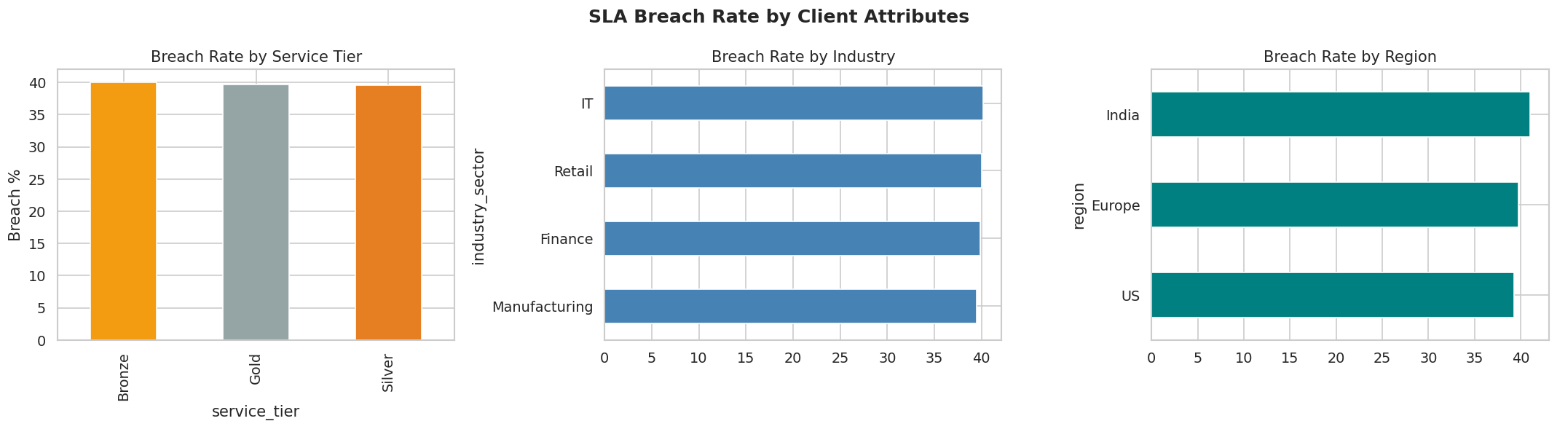 SLA Breach Rate by Client Attributes
Breach Rate by Service Tier
Breach %
40
35
30
25
20
15
10
5
0
Bronze
Gold
Silver
service_tier
Breach Rate by Industry
industry_sector
IT
Retail
Finance
Manufacturing
0 5 10 15 20 25 30 35 40
Breach Rate by Region
region
India
Europe
US
0 5 10 15 20 25 30 35 40